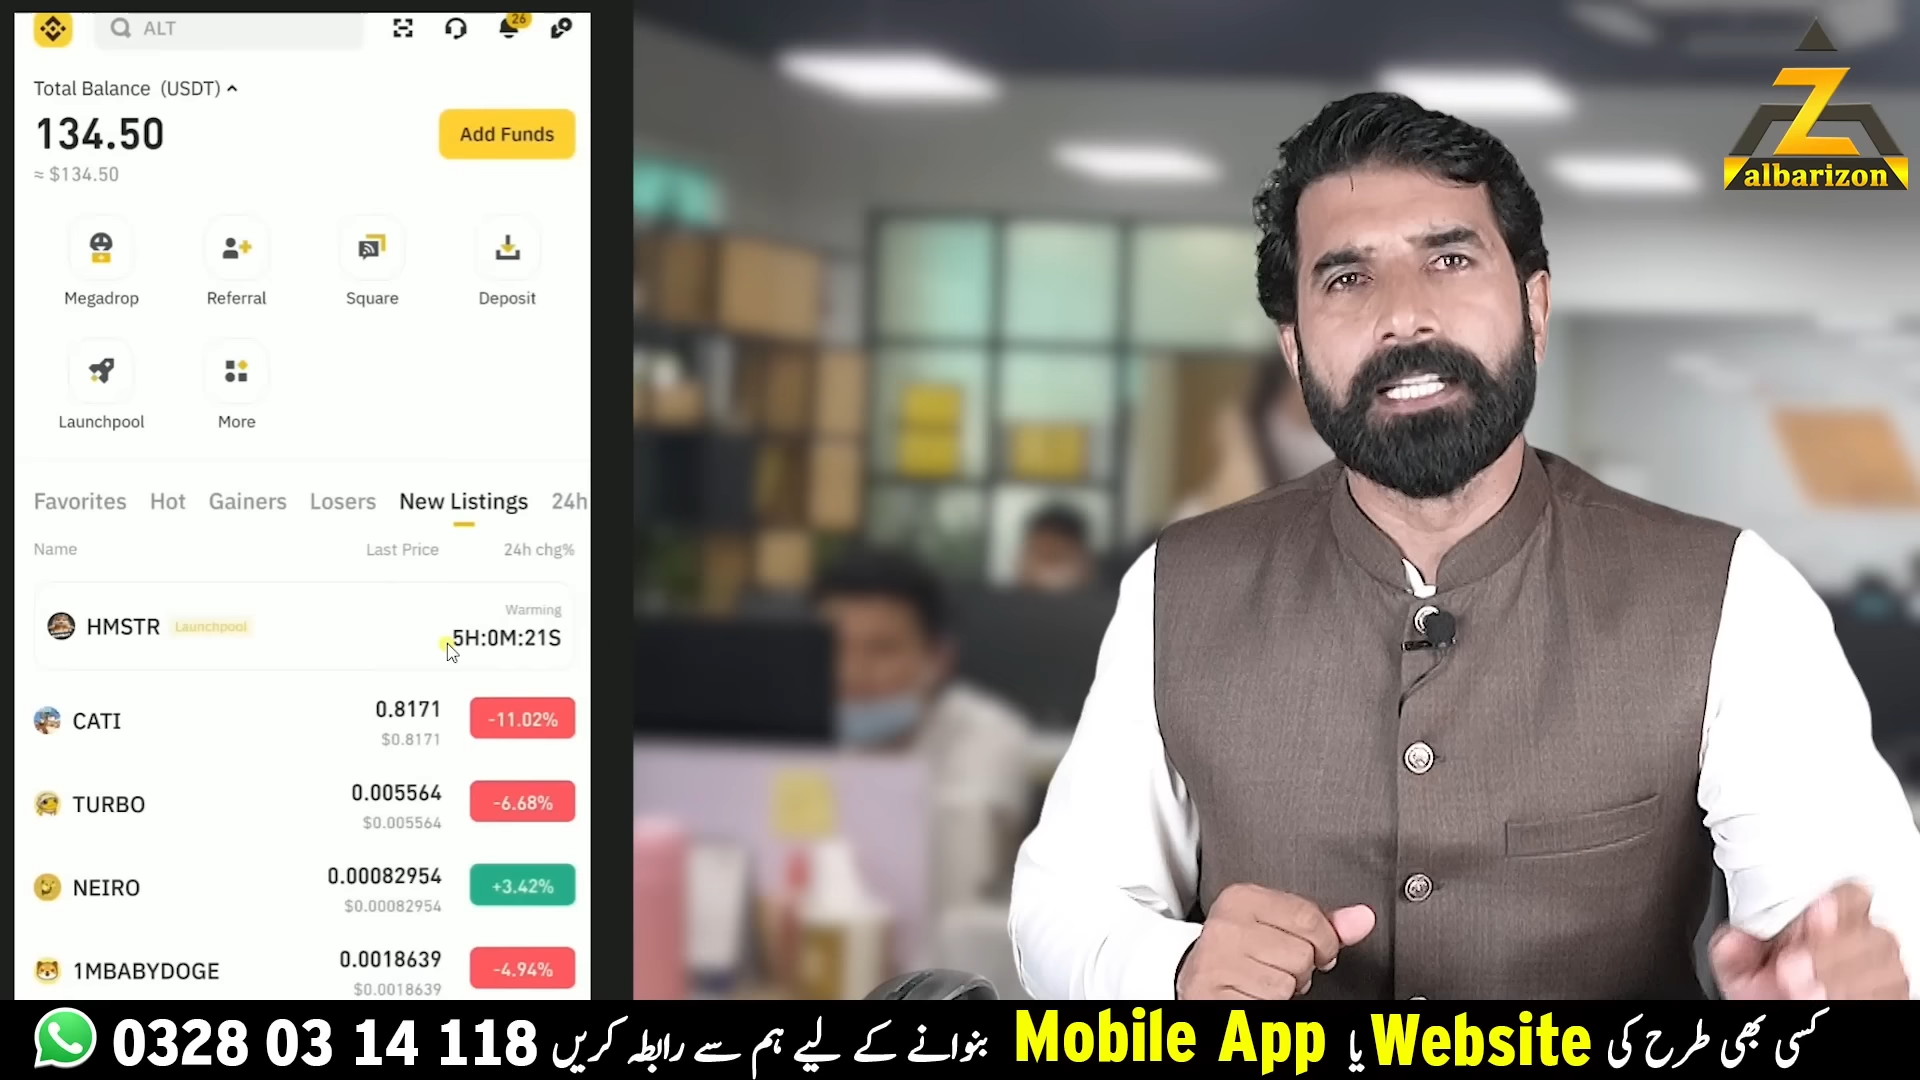 ALT
26
Total Balance (USDT)
134.50
Add Funds
≈ $134.50
Megadrop Referral Square Deposit
Launchpool More
Favorites Hot Gainers Losers New Listings 24h
Name Last Price 24h chg%
Warming
HMSTR Launchpool 5H:0M:21S
CATI 0.8171 -11.02%
$0.8171
TURBO 0.005564 -6.68%
$0.005564
NEIRO 0.00082954 +3.42%
$0.00082954
1MBABYDOGE 0.0018639 -4.94%
$0.0018639
Z
albarizon
کسی بھی طرح کی Website یا Mobile App بنوانے کے لیے ہم سے رابطہ کریں 0328 03 14 118